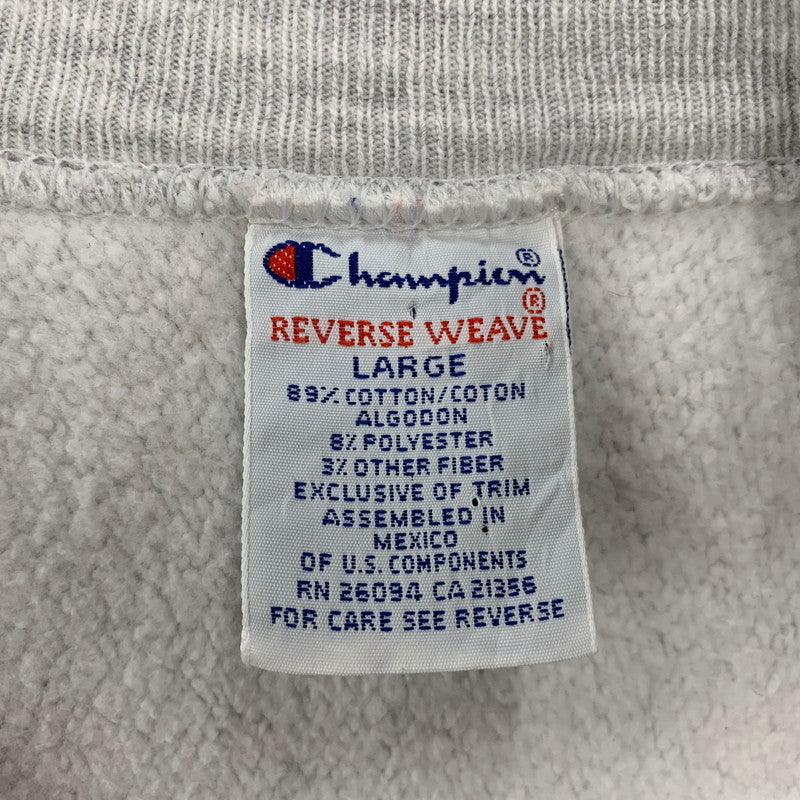 Champion®
REVERSE WEAVE®
LARGE
89% COTTON/COTON
ALGODON
8% POLYESTER
3% OTHER FIBER
EXCLUSIVE OF TRIM
ASSEMBLED IN
MEXICO
OF U.S. COMPONENTS
RN 26094 CA 21356
FOR CARE SEE REVERSE